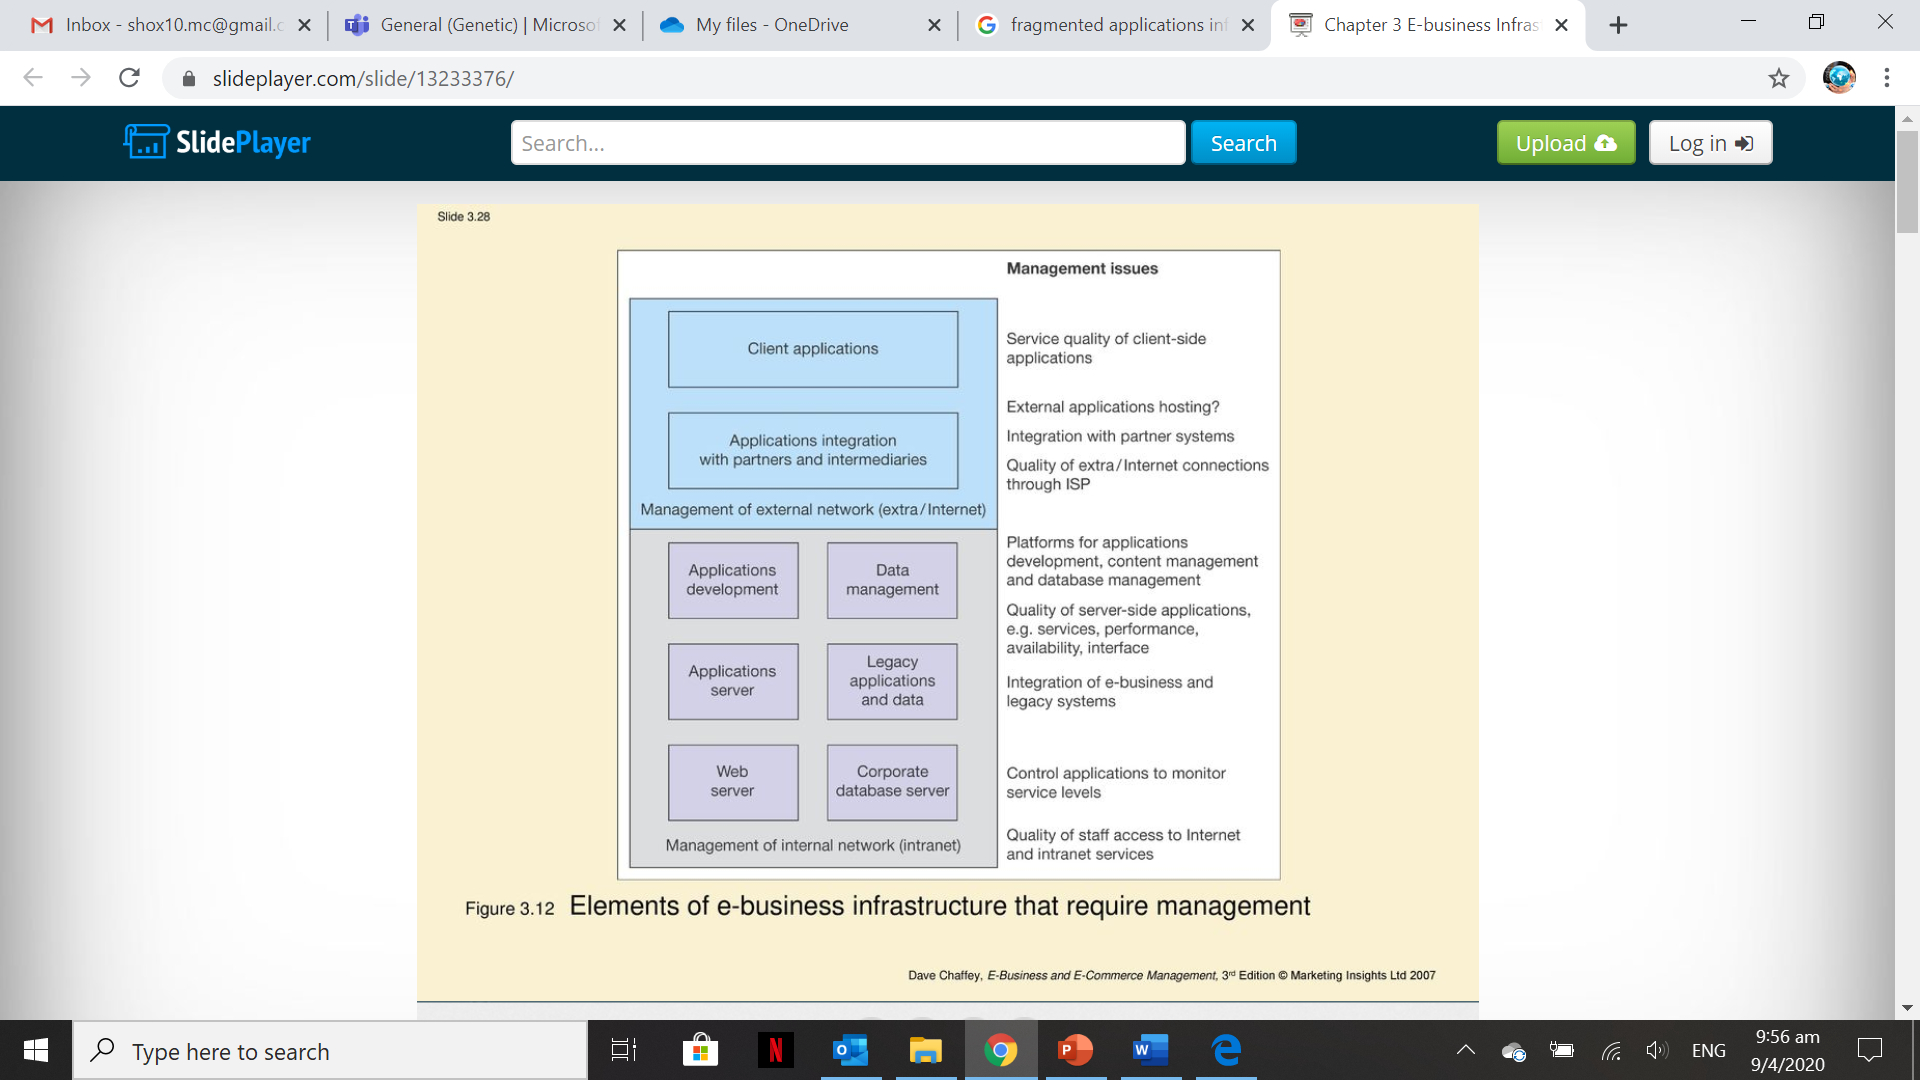 Inbox - shox10.mc@gmail.c
General (Genetic) | Microso
My files - OneDrive
fragmented applications inf
Chapter 3 E-business Infras
slideplayer.com/slide/13233376/
SlidePlayer
Search...
Search
Upload
Log in
Slide 3.28
Management issues
Client applications
Service quality of client-side
applications
External applications hosting?
Applications integration
with partners and intermediaries
Integration with partner systems
Quality of extra/Internet connections
through ISP
Management of external network (extra/Internet)
Applications
development
Data
management
Platforms for applications
development, content management
and database management
Quality of server-side applications,
e.g. services, performance,
availability, interface
Applications
server
Legacy
applications
and data
Integration of e-business and
legacy systems
Web
server
Corporate
database server
Control applications to monitor
service levels
Management of internal network (intranet)
Quality of staff access to Internet
and intranet services
Figure 3.12 Elements of e-business infrastructure that require management
Dave Chaffey, E-Business and E-Commerce Management, 3rd Edition © Marketing Insights Ltd 2007
Type here to search
N
O
P
W
ENG
9:56 am
9/4/2020